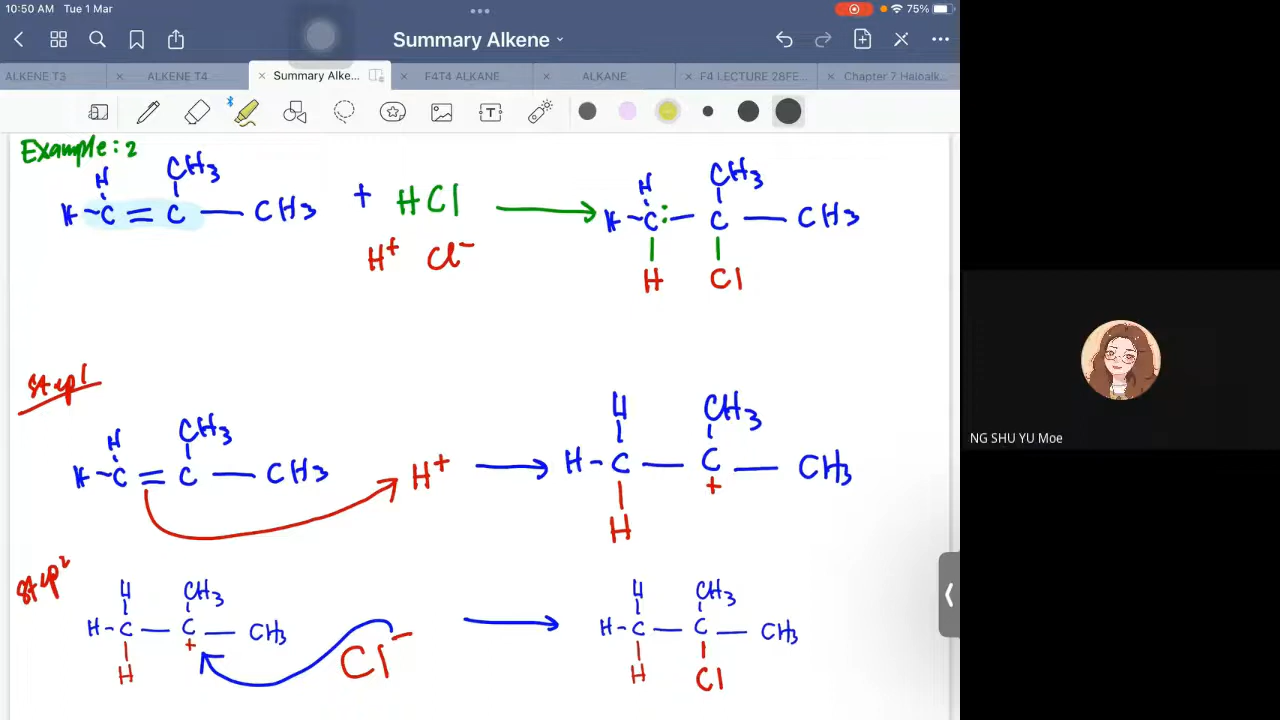 10:50 AM Tue 1 Mar
75%
Summary Alkene
ALKENE T3
ALKENE T4
Summary Alke...
F4T4 ALKANE
ALKANE
F4 LECTURE 28FE...
Chapter 7 Haloalk...
Example: 2
H CH3 H CH3
H - C = C — CH3 + HCl → H - C : — C — CH3
H+ Cl- H Cl
NG SHU YU Moe
Step 1
H CH3 H CH3
H - C = C — CH3 H+ → H - C — C — CH3
+
H
Step 2
H CH3 H CH3
H - C — C — CH3 → H - C — C — CH3
+ Cl-
H H Cl